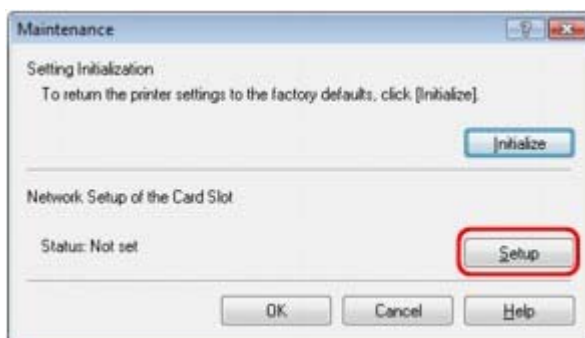 Maintenance
Setting Initialization
To return the printer settings to the factory defaults, click [Initialize].
Initialize
Network Setup of the Card Slot
Status: Not set
Setup
OK Cancel Help